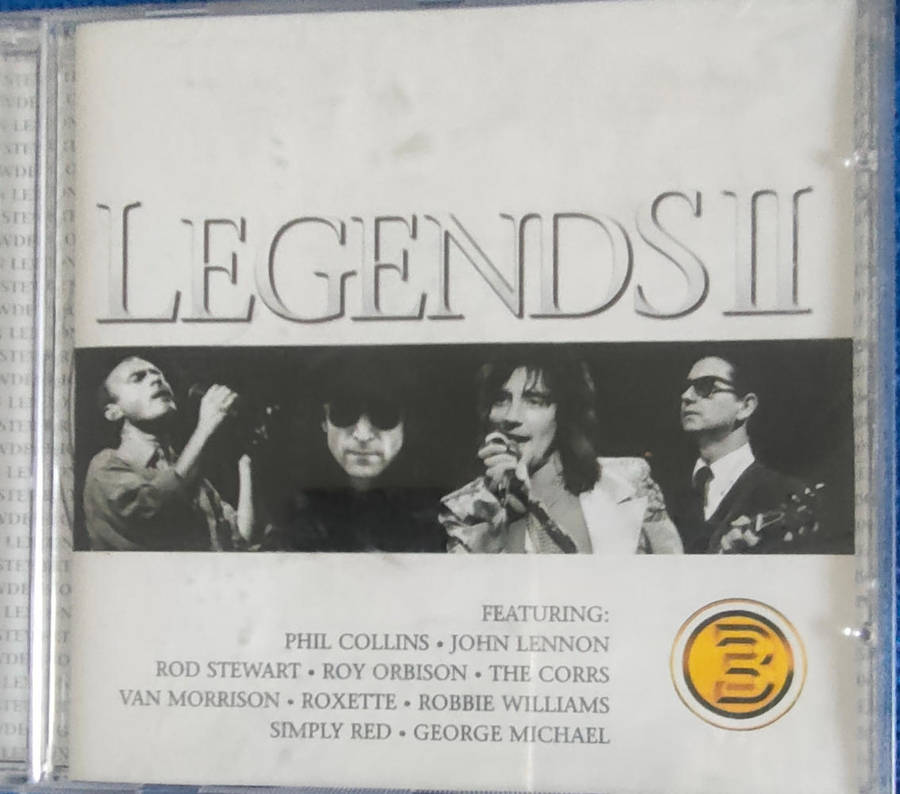 LEGENDS II
FEATURING:
PHIL COLLINS • JOHN LENNON
ROD STEWART • ROY ORBISON • THE CORRS
VAN MORRISON • ROXETTE • ROBBIE WILLIAMS
SIMPLY RED • GEORGE MICHAEL